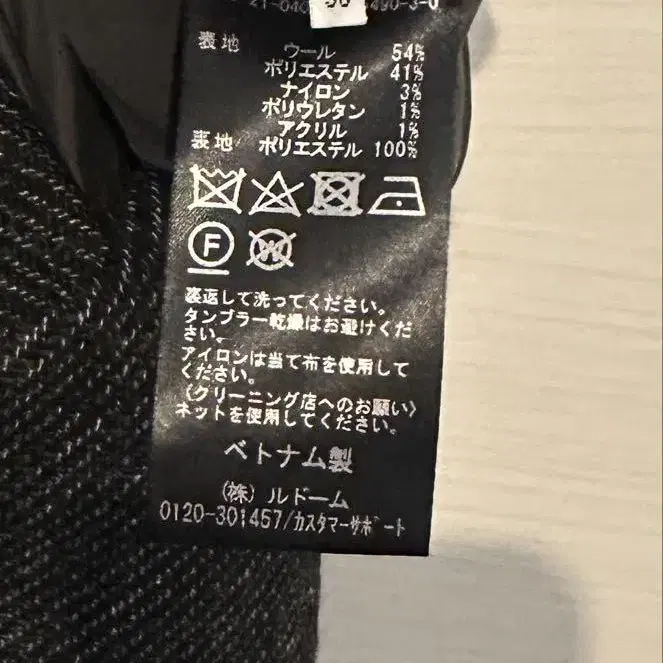 表地 ウール 54%
ポリエステル 41%
ナイロン 3%
ポリウレタン 1%
アクリル 1%
裏地 ポリエステル 100%
F W
裏返して洗ってください。
タンブラー乾燥はお避けくだ
さい。
アイロンは当て布を使用して
ください。
〈クリーニング店へのお願い〉
ネットを使用してください。
ベトナム製
(株) ルドーム
0120-301457/カスタマーサポート